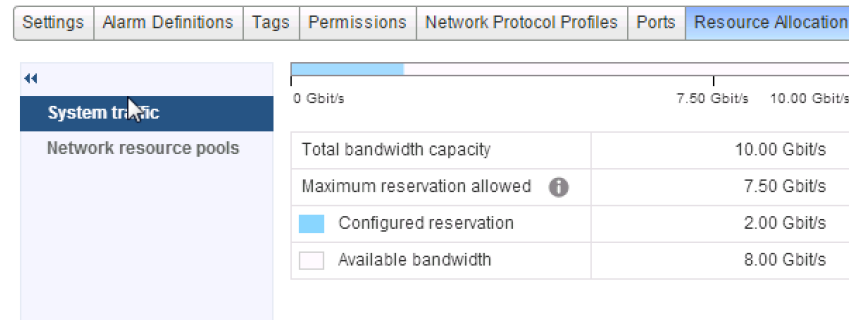 Settings Alarm Definitions Tags Permissions Network Protocol Profiles Ports Resource Allocation
System traffic
Network resource pools
0 Gbit/s 7.50 Gbit/s 10.00 Gbit/s
Total bandwidth capacity 10.00 Gbit/s
Maximum reservation allowed 7.50 Gbit/s
Configured reservation 2.00 Gbit/s
Available bandwidth 8.00 Gbit/s